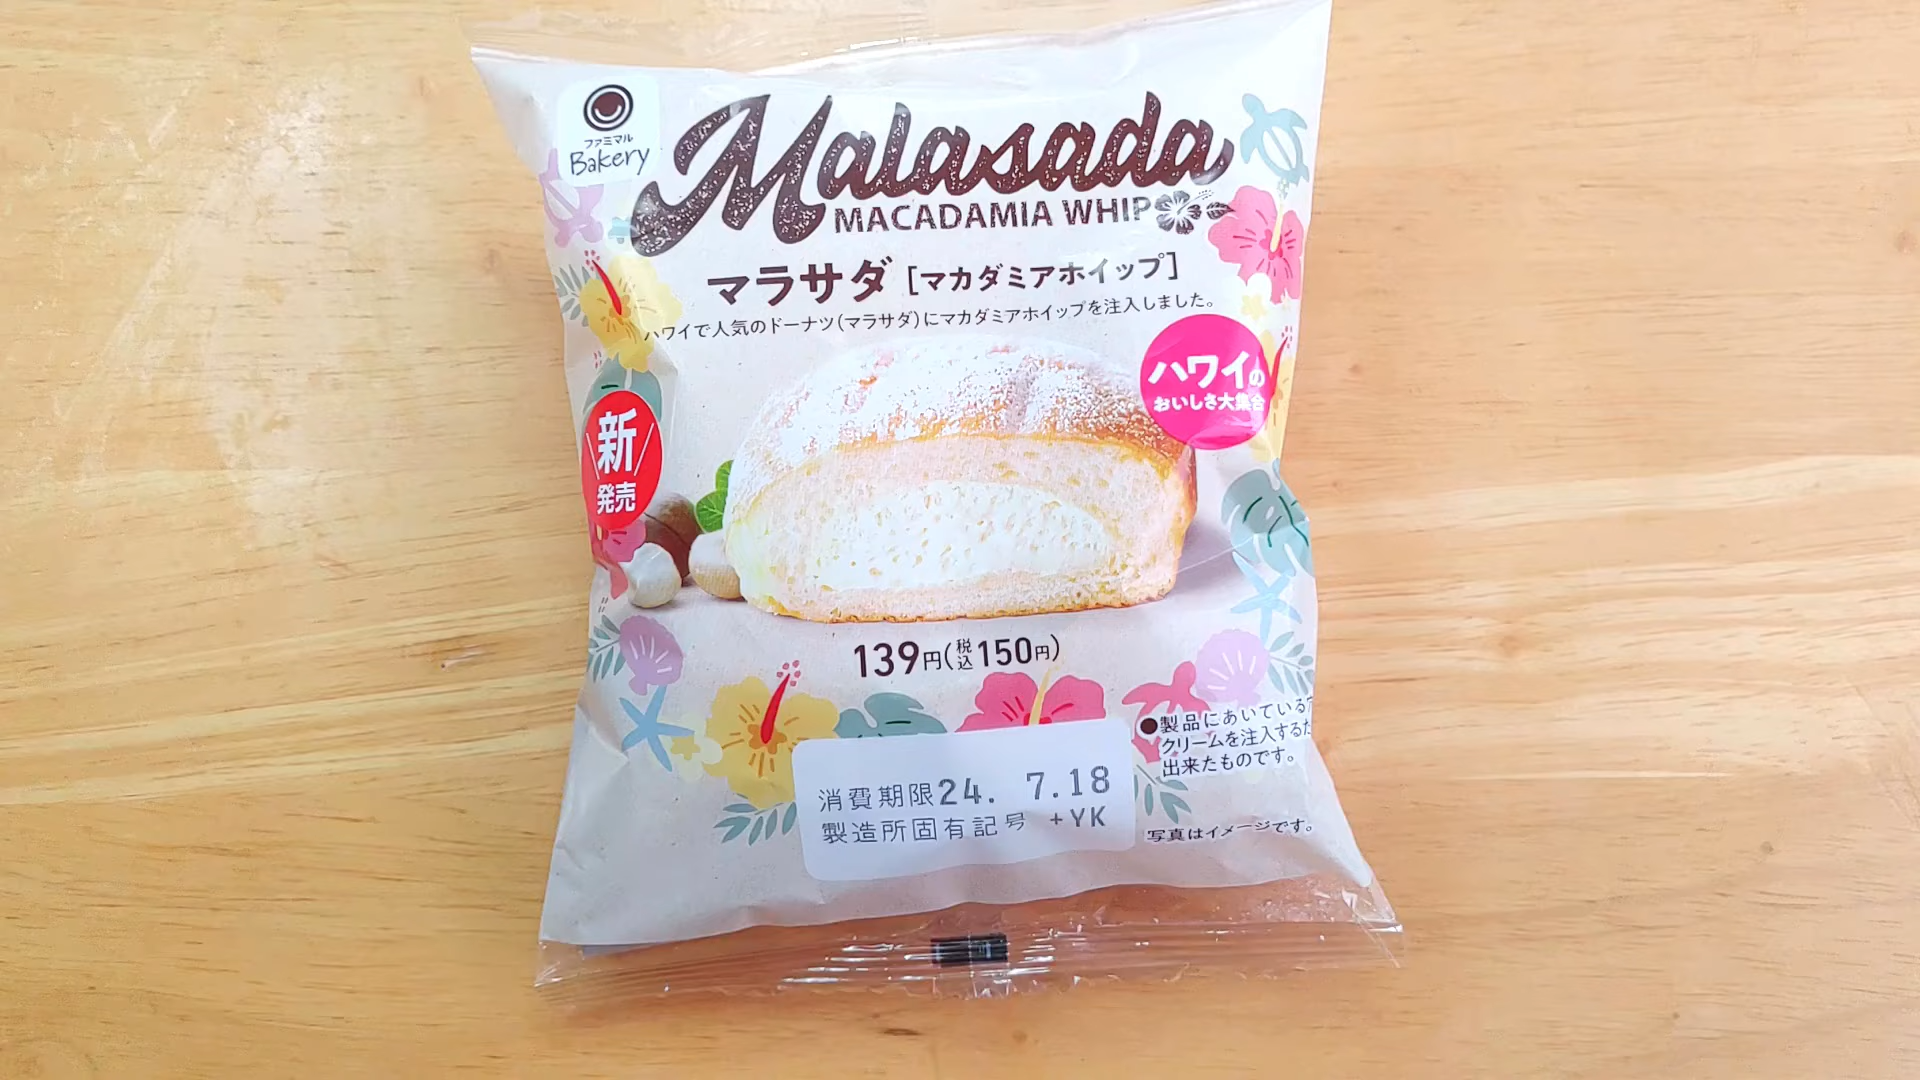 ファミマル
Bakery
Malasada
MACADAMIA WHIP
マラサダ [マカダミアホイップ]
ハワイで人気のドーナツ(マラサダ)にマカダミアホイップを注入しました。
ハワイの
おいしさ大集合
新
発売
139円(税込150円)
●製品にあいている
クリームを注入する
出来たものです。
消費期限24. 7.18
製造所固有記号 +YK
写真はイメージです。